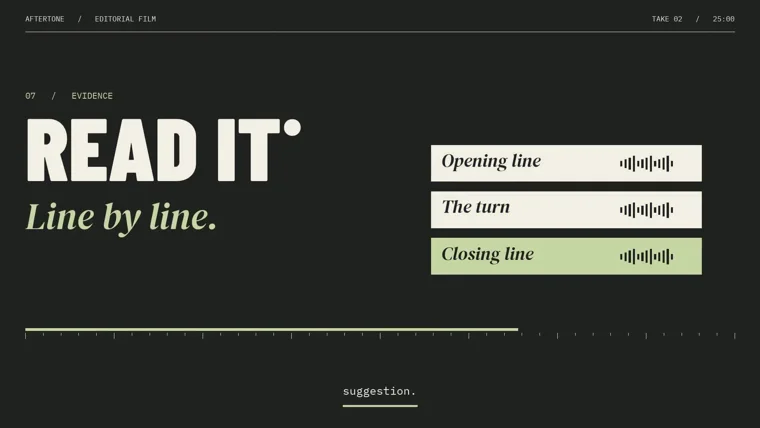 AFTERTONE / EDITORIAL FILM
TAKE 02 / 25:00
07 / EVIDENCE
READ IT
Line by line.
Opening line
The turn
Closing line
suggestion.